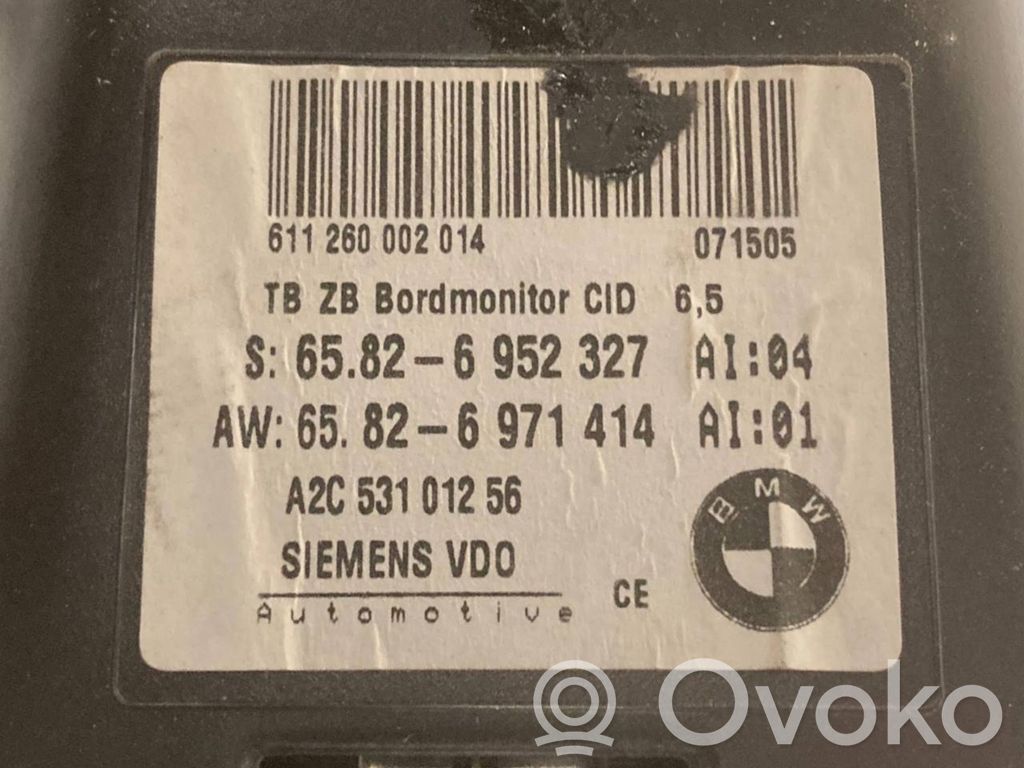 611 260 002 014 071505
TB ZB Bordmonitor CID 6,5
S: 65.82-6 952 327 AI:04
AW: 65.82-6 971 414 AI:01
A2C 531 012 56
SIEMENS VDO
Automotive
CE
BMW
Ovoko